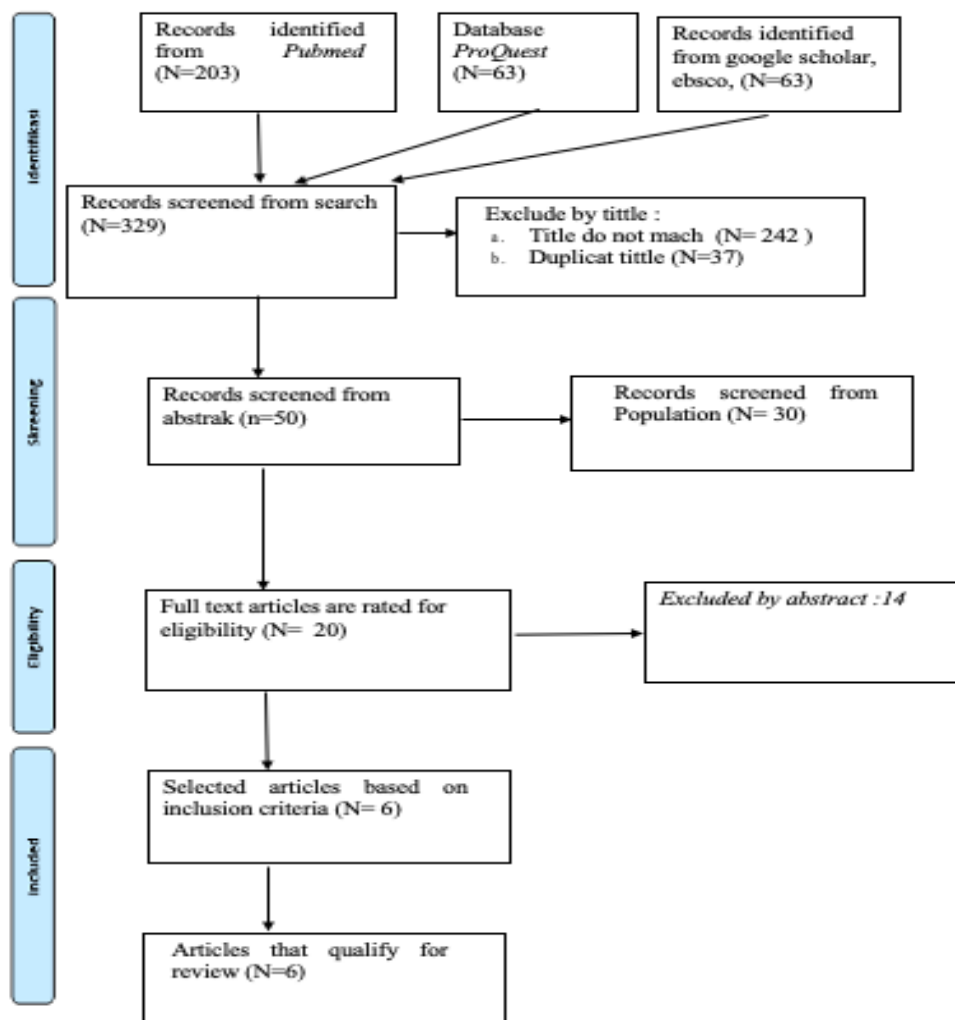 Identifikasi
Records identified
from Pubmed
(N=203)
Database
ProQuest
(N=63)
Records identified
from google scholar,
ebsco, (N=63)
Records screened from search
(N=329)
Exclude by tittle :
a. Title do not mach (N= 242 )
b. Duplicat tittle (N=37)
Skreening
Records screened from
abstrak (n=50)
Records screened from
Population (N= 30)
Eligibility
Full text articles are rated for
eligibility (N= 20)
Excluded by abstract :14
Included
Selected articles based on
inclusion criteria (N= 6)
Articles that qualify for
review (N=6)